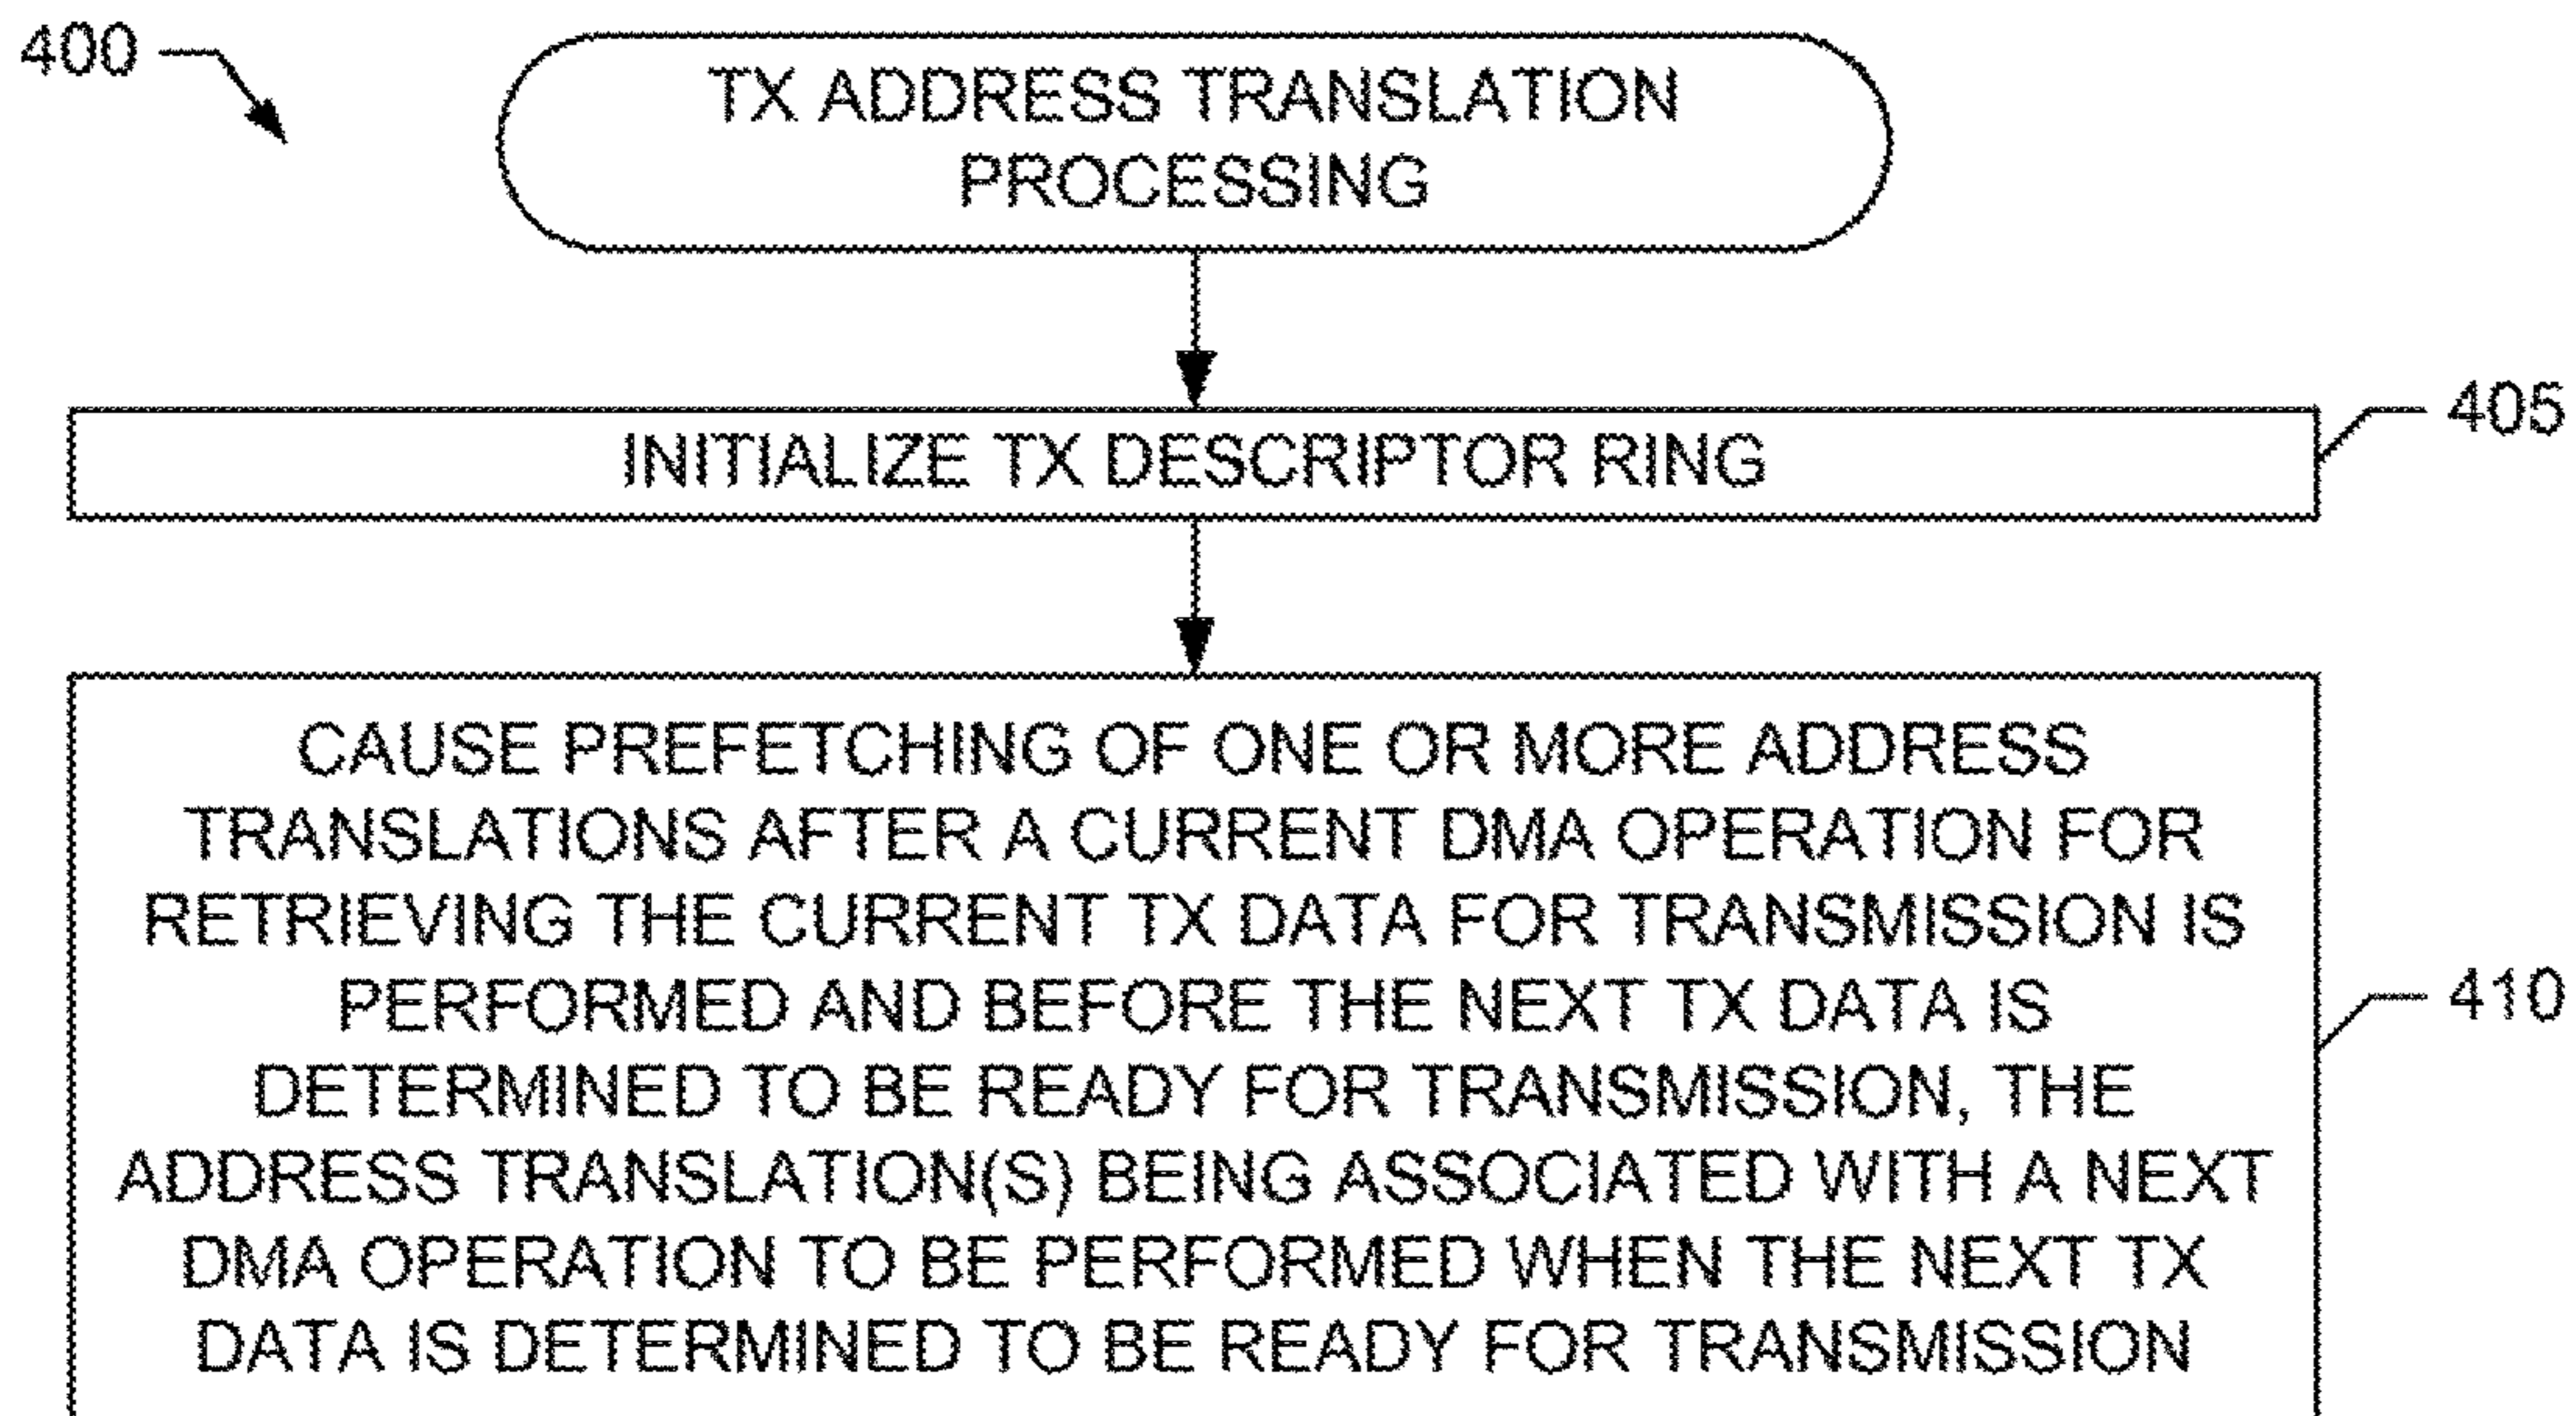 400
TX ADDRESS TRANSLATION
PROCESSING
INITIALIZE TX DESCRIPTOR RING
405
CAUSE PREFETCHING OF ONE OR MORE ADDRESS
TRANSLATIONS AFTER A CURRENT DMA OPERATION FOR
RETRIEVING THE CURRENT TX DATA FOR TRANSMISSION IS
PERFORMED AND BEFORE THE NEXT TX DATA IS
DETERMINED TO BE READY FOR TRANSMISSION, THE
ADDRESS TRANSLATION(S) BEING ASSOCIATED WITH A NEXT
DMA OPERATION TO BE PERFORMED WHEN THE NEXT TX
DATA IS DETERMINED TO BE READY FOR TRANSMISSION
410